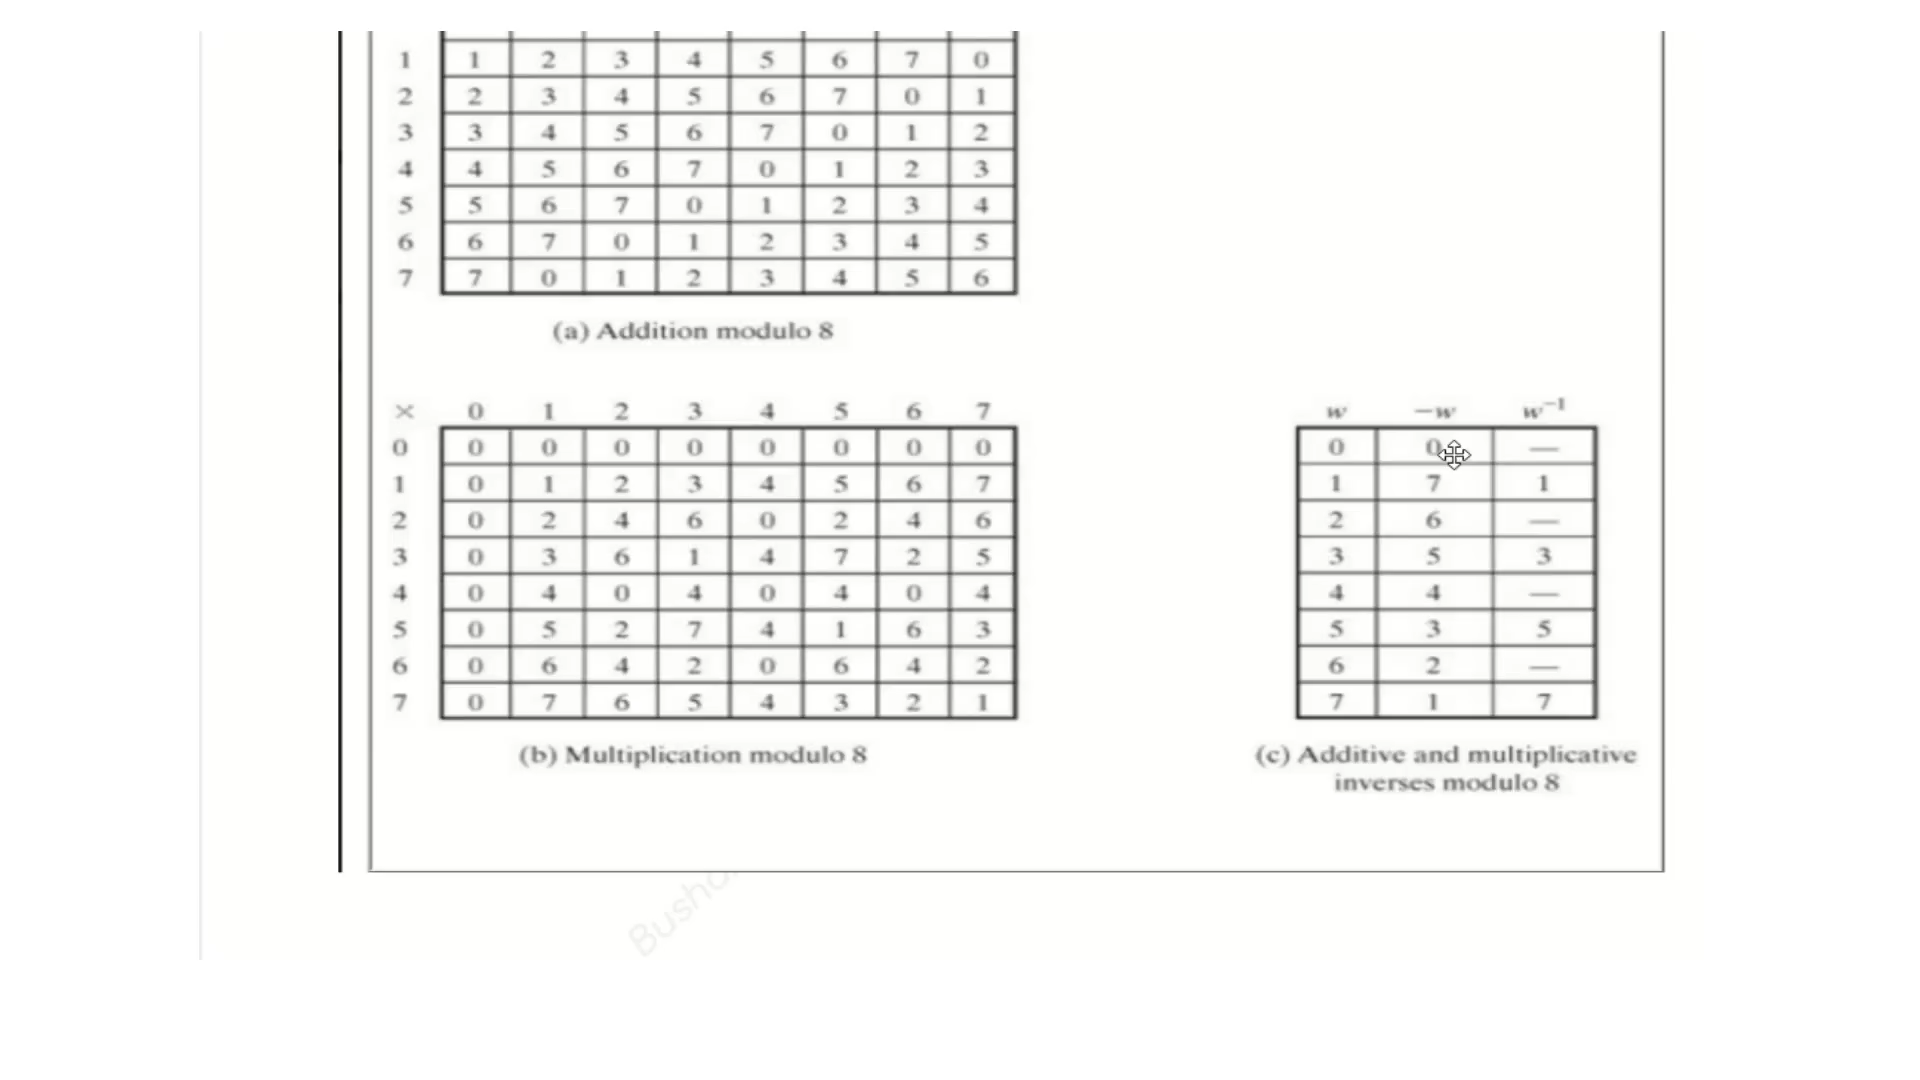 1 1 2 3 4 5 6 7 0
2 2 3 4 5 6 7 0 1
3 3 4 5 6 7 0 1 2
4 4 5 6 7 0 1 2 3
5 5 6 7 0 1 2 3 4
6 6 7 0 1 2 3 4 5
7 7 0 1 2 3 4 5 6
(a) Addition modulo 8
× 0 1 2 3 4 5 6 7
0 0 0 0 0 0 0 0 0
1 0 1 2 3 4 5 6 7
2 0 2 4 6 0 2 4 6
3 0 3 6 1 4 7 2 5
4 0 4 0 4 0 4 0 4
5 0 5 2 7 4 1 6 3
6 0 6 4 2 0 6 4 2
7 0 7 6 5 4 3 2 1
(b) Multiplication modulo 8
w −w w⁻¹
0 0 —
1 7 1
2 6 —
3 5 3
4 4 —
5 3 5
6 2 —
7 1 7
(c) Additive and multiplicative
inverses modulo 8